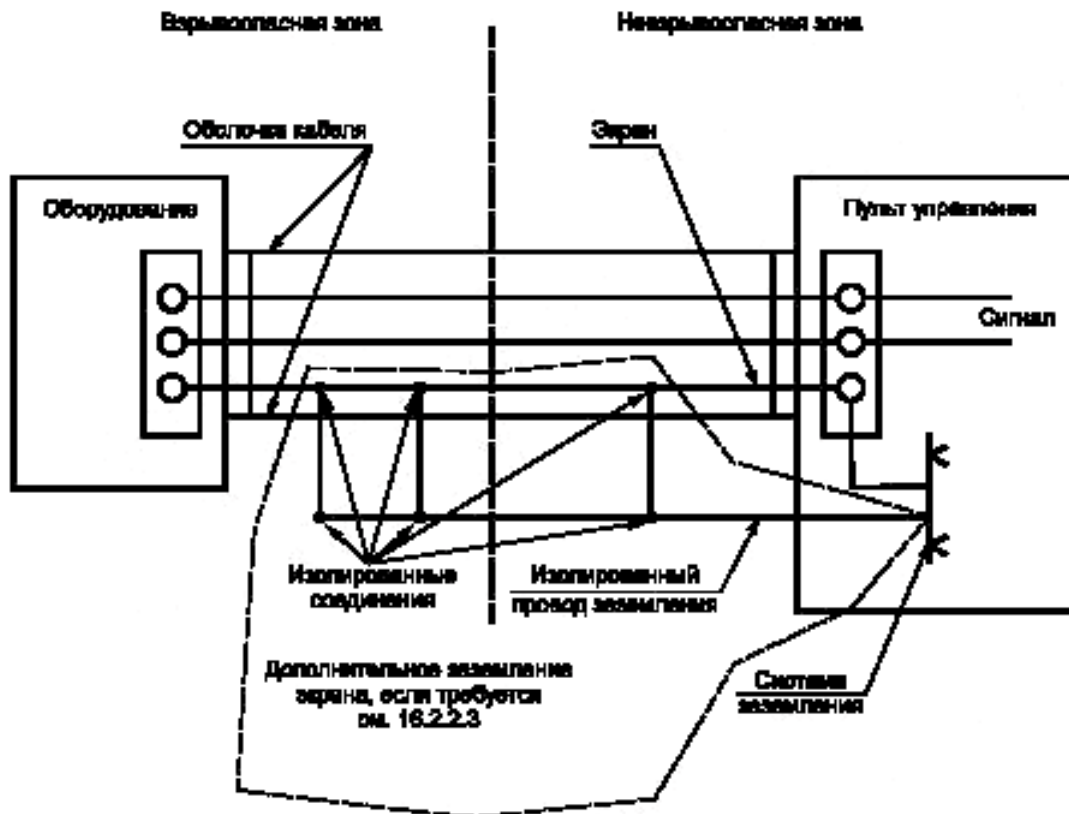 Взрывоопасная зона
Невзрывоопасная зона
Оболочка кабеля
Экран
Оборудование
Пульт управления
Сигнал
Изолированные
соединения
Изолированный
провод заземления
Дополнительное заземление
экрана, если требуется
см. 16.2.2.3
Система
заземления